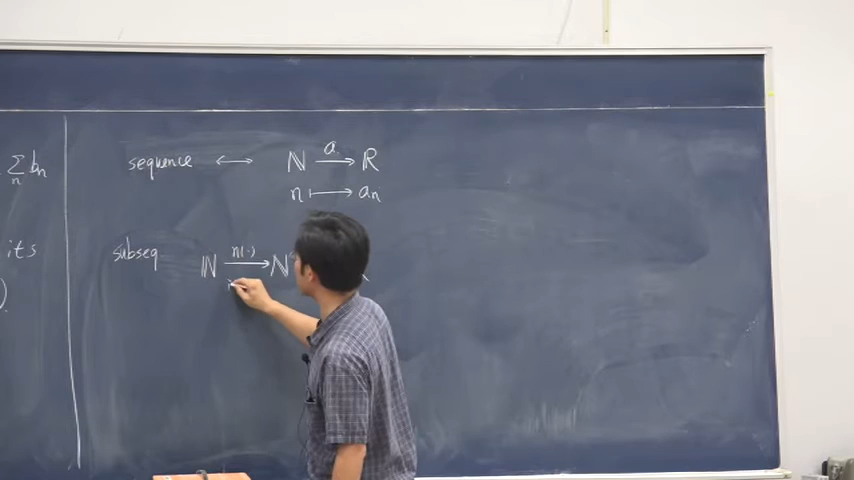 ∑ bₙ
n
its
)
sequence ⟷ ℕ —a→ ℝ
n ⟼ aₙ
subseq ℕ —n(·)→ ℕ